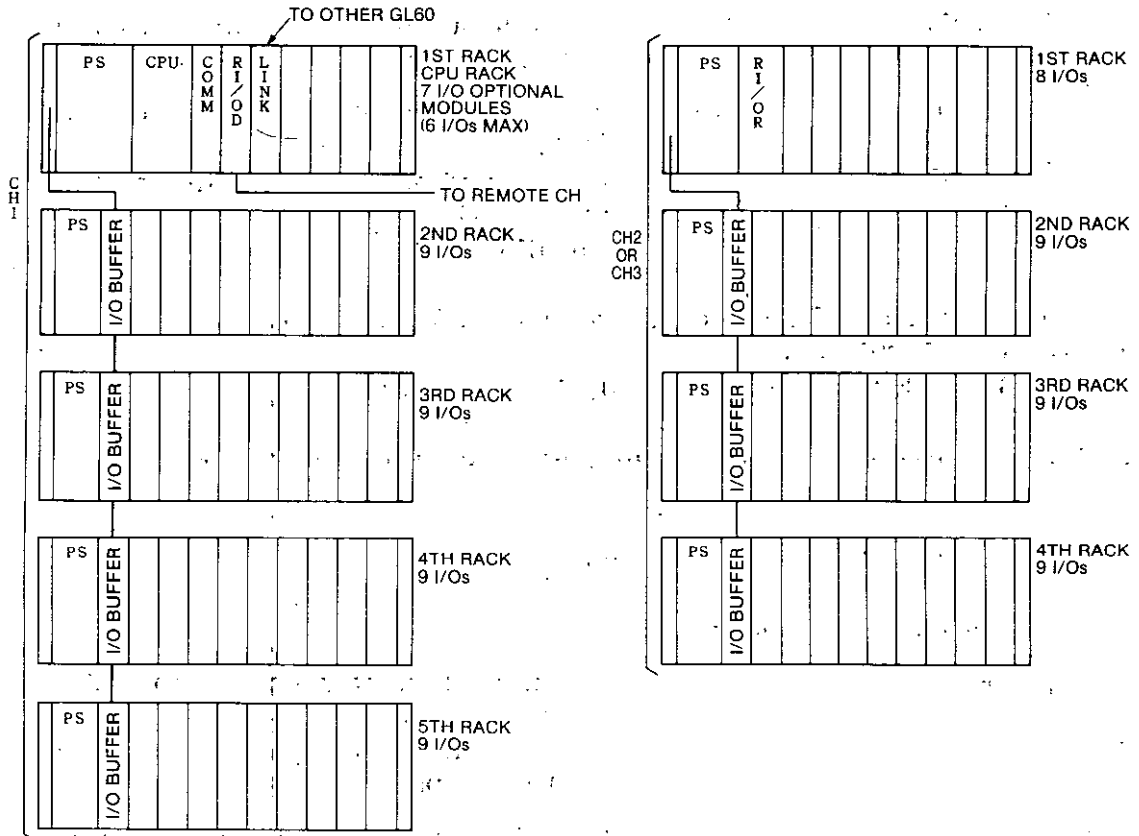 TO OTHER GL60
CH1
PS
CPU
COMM
RI/OD
LINK
1ST RACK
CPU RACK
7 I/O OPTIONAL
MODULES
(6 I/Os MAX)
TO REMOTE CH
PS
I/O BUFFER
2ND RACK
9 I/Os
PS
I/O BUFFER
3RD RACK
9 I/Os
PS
I/O BUFFER
4TH RACK
9 I/Os
PS
I/O BUFFER
5TH RACK
9 I/Os
CH2
OR
CH3
PS
RI/OR
1ST RACK
8 I/Os
PS
I/O BUFFER
2ND RACK
9 I/Os
PS
I/O BUFFER
3RD RACK
9 I/Os
PS
I/O BUFFER
4TH RACK
9 I/Os